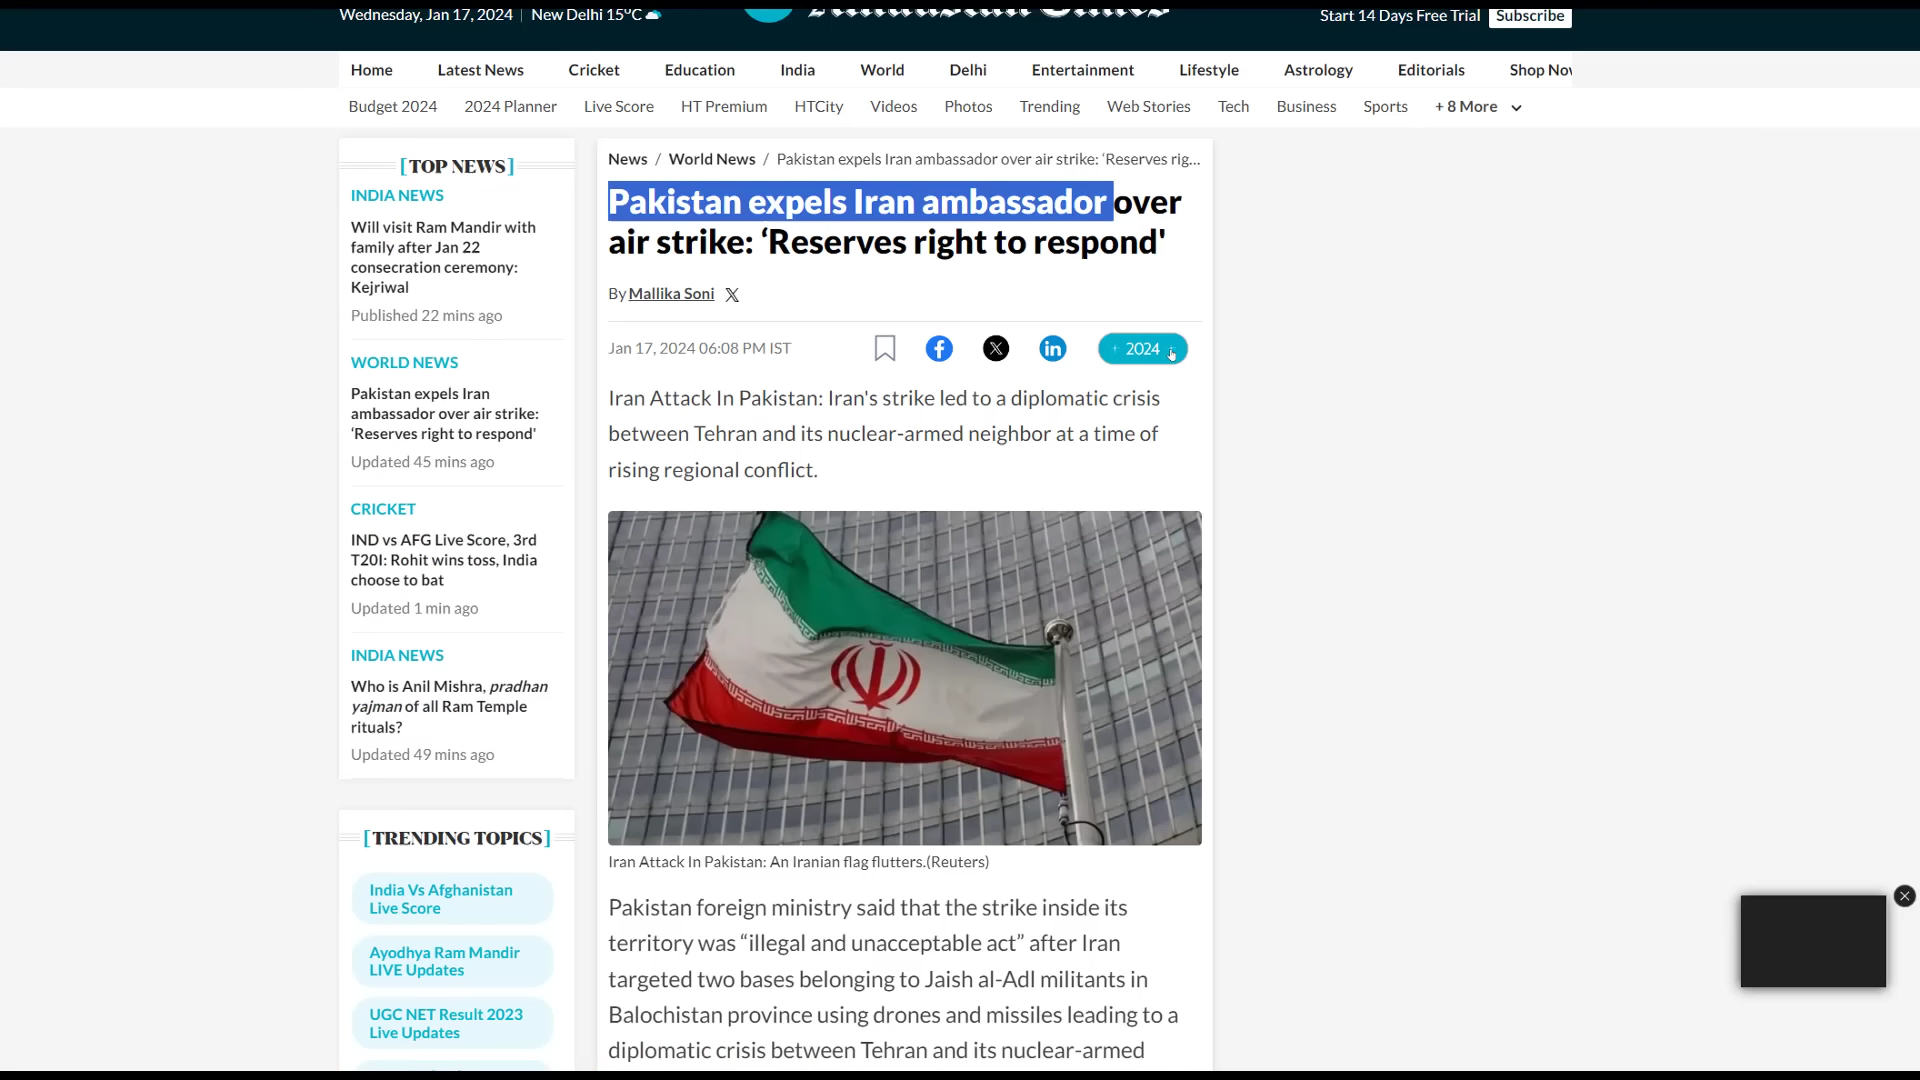 Wednesday, Jan 17, 2024 | New Delhi 15°C
Hindustan Times
Start 14 Days Free Trial Subscribe
Home Latest News Cricket Education India World Delhi Entertainment Lifestyle Astrology Editorials Shop Now
Budget 2024 2024 Planner Live Score HT Premium HTCity Videos Photos Trending Web Stories Tech Business Sports + 8 More
[TOP NEWS]
INDIA NEWS
Will visit Ram Mandir with
family after Jan 22
consecration ceremony:
Kejriwal
Published 22 mins ago
WORLD NEWS
Pakistan expels Iran
ambassador over air strike:
‘Reserves right to respond'
Updated 45 mins ago
CRICKET
IND vs AFG Live Score, 3rd
T20I: Rohit wins toss, India
choose to bat
Updated 1 min ago
INDIA NEWS
Who is Anil Mishra, pradhan
yajman of all Ram Temple
rituals?
Updated 49 mins ago
[TRENDING TOPICS]
India Vs Afghanistan
Live Score
Ayodhya Ram Mandir
LIVE Updates
UGC NET Result 2023
Live Updates
News / World News / Pakistan expels Iran ambassador over air strike: ‘Reserves rig...
Pakistan expels Iran ambassador over
air strike: ‘Reserves right to respond'
By Mallika Soni
Jan 17, 2024 06:08 PM IST
2024
Iran Attack In Pakistan: Iran's strike led to a diplomatic crisis
between Tehran and its nuclear-armed neighbor at a time of
rising regional conflict.
Iran Attack In Pakistan: An Iranian flag flutters.(Reuters)
Pakistan foreign ministry said that the strike inside its
territory was “illegal and unacceptable act” after Iran
targeted two bases belonging to Jaish al-Adl militants in
Balochistan province using drones and missiles leading to a
diplomatic crisis between Tehran and its nuclear-armed